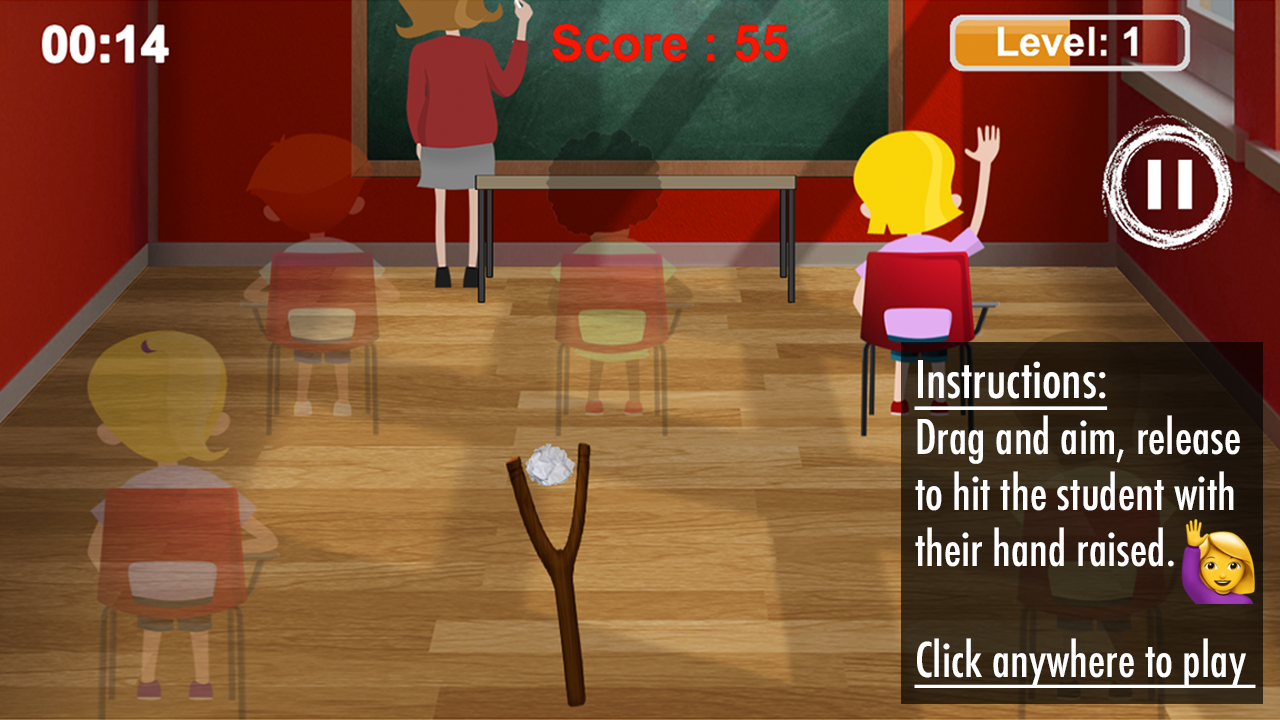 00:14
Score : 55
Level: 1
Instructions:
Drag and aim, release
to hit the student with
their hand raised.
Click anywhere to play